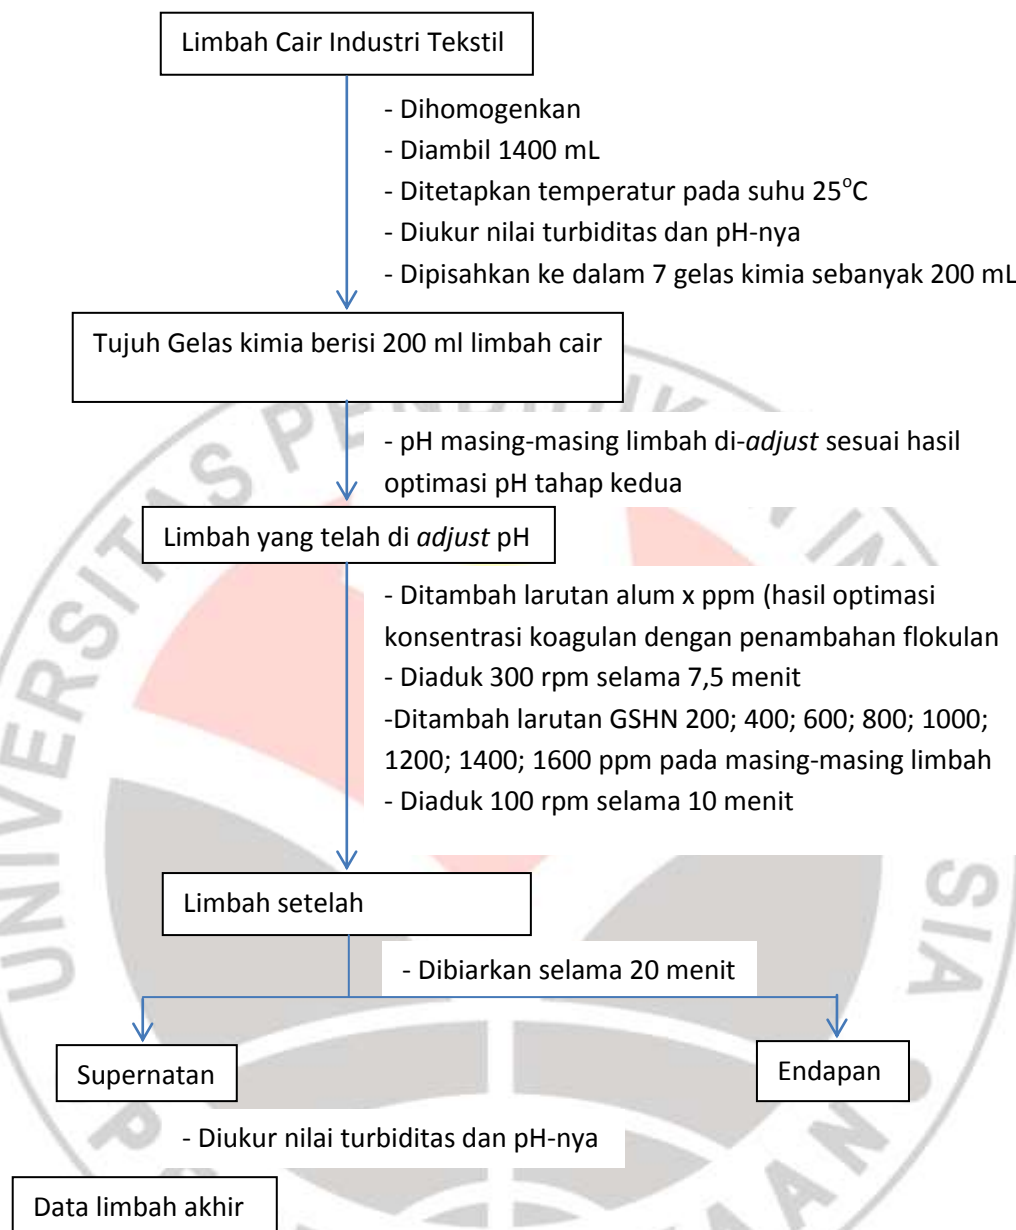 Limbah Cair Industri Tekstil
- Dihomogenkan
- Diambil 1400 mL
- Ditetapkan temperatur pada suhu 25°C
- Diukur nilai turbiditas dan pH-nya
- Dipisahkan ke dalam 7 gelas kimia sebanyak 200 mL
Tujuh Gelas kimia berisi 200 ml limbah cair
- pH masing-masing limbah di-adjust sesuai hasil
optimasi pH tahap kedua
Limbah yang telah di adjust pH
- Ditambah larutan alum x ppm (hasil optimasi
konsentrasi koagulan dengan penambahan flokulan
- Diaduk 300 rpm selama 7,5 menit
-Ditambah larutan GSHN 200; 400; 600; 800; 1000;
1200; 1400; 1600 ppm pada masing-masing limbah
- Diaduk 100 rpm selama 10 menit
Limbah setelah
- Dibiarkan selama 20 menit
Supernatan
Endapan
- Diukur nilai turbiditas dan pH-nya
Data limbah akhir